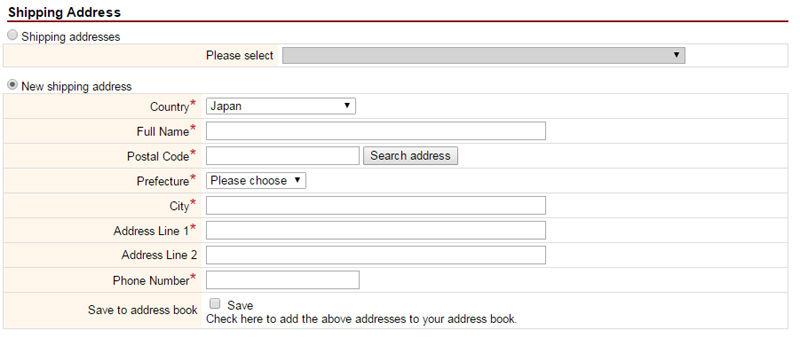 Shipping Address
Shipping addresses
Please select
New shipping address
Country* Japan
Full Name*
Postal Code* Search address
Prefecture* Please choose
City*
Address Line 1*
Address Line 2
Phone Number*
Save to address book Save
Check here to add the above addresses to your address book.